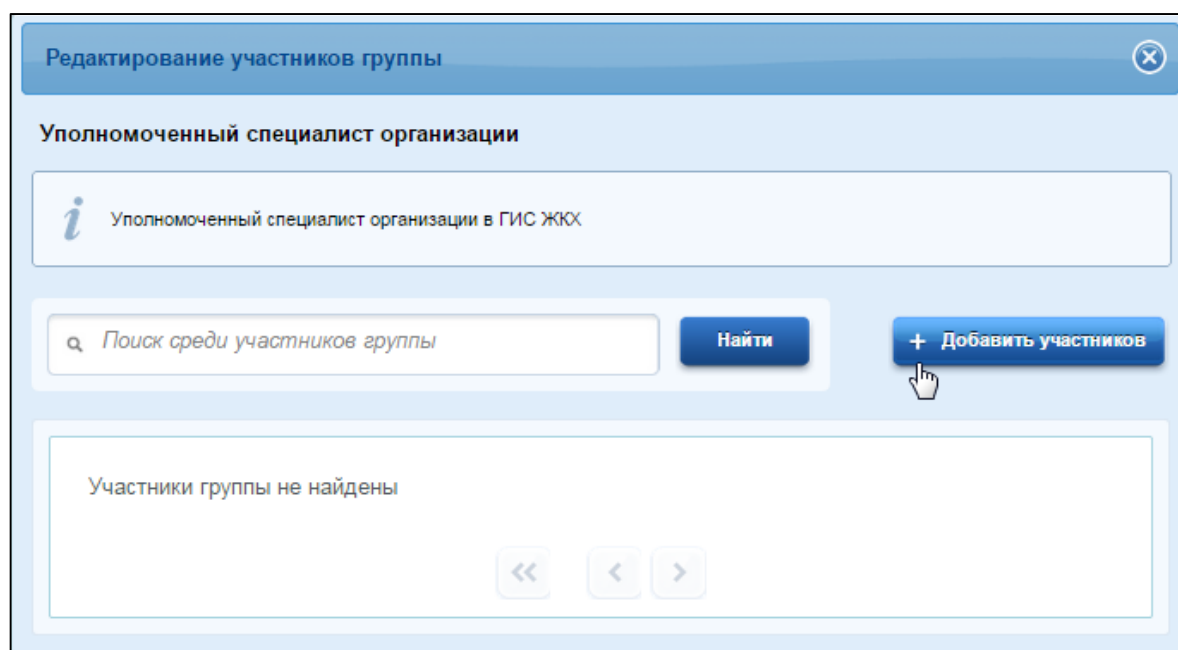 Редактирование участников группы
Уполномоченный специалист организации
Уполномоченный специалист организации в ГИС ЖКХ
Поиск среди участников группы
Найти
+ Добавить участников
Участники группы не найдены